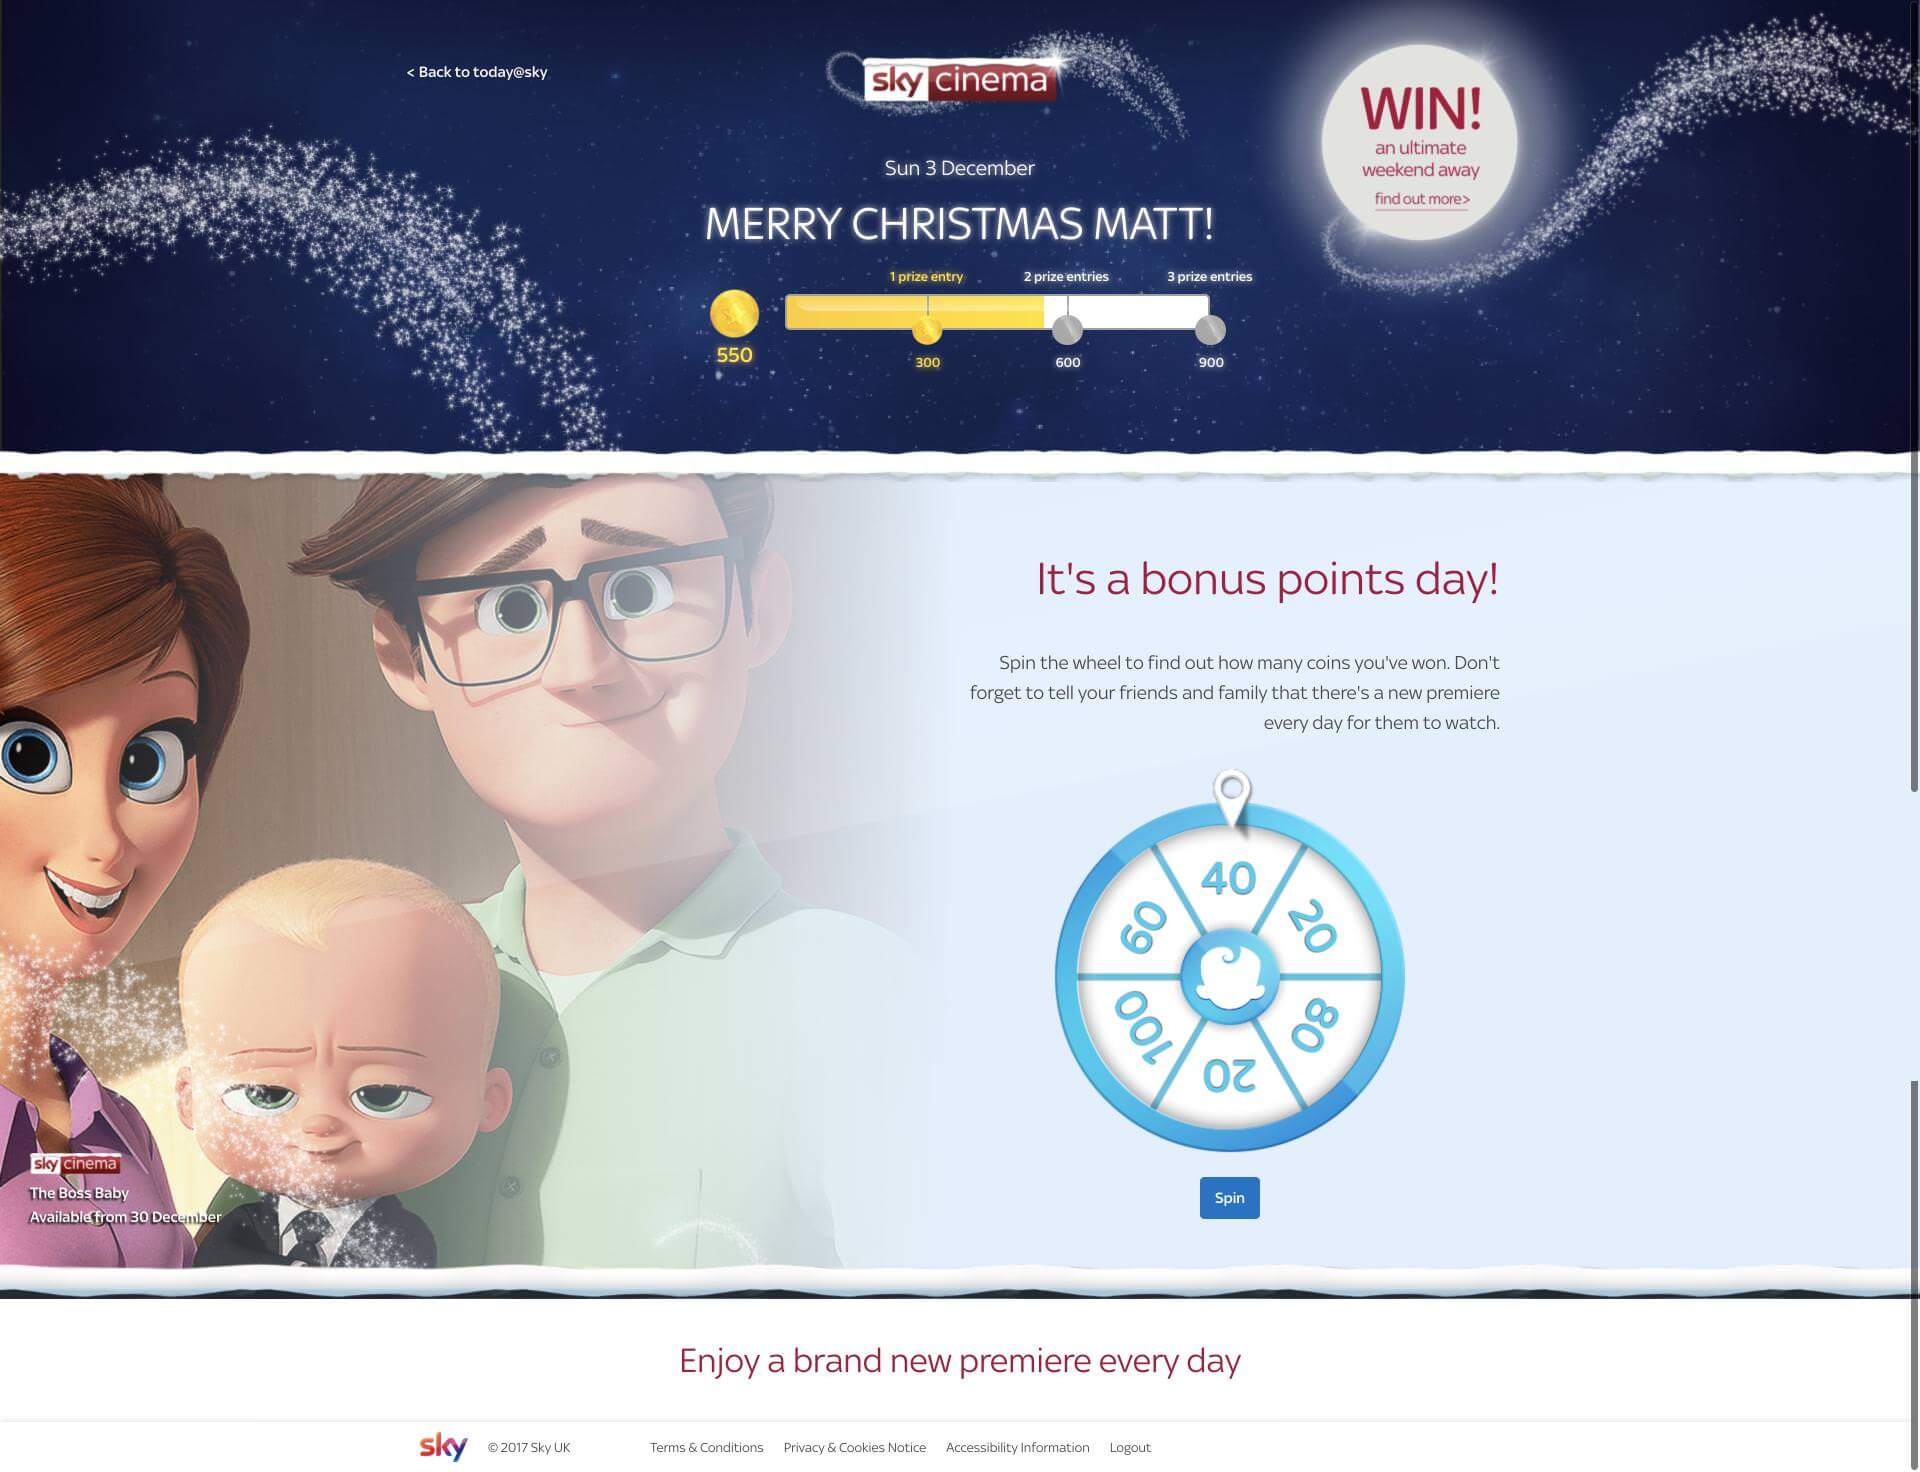 < Back to today@sky
sky cinema
WIN!
an ultimate
weekend away
find out more>
Sun 3 December
MERRY CHRISTMAS MATT!
1 prize entry
2 prize entries
3 prize entries
550
300
600
900
It's a bonus points day!
Spin the wheel to find out how many coins you've won. Don't
forget to tell your friends and family that there's a new premiere
every day for them to watch.
40
20
80
20
100
60
Spin
sky cinema
The Boss Baby
Available from 30 December
Enjoy a brand new premiere every day
sky
© 2017 Sky UK
Terms & Conditions
Privacy & Cookies Notice
Accessibility Information
Logout